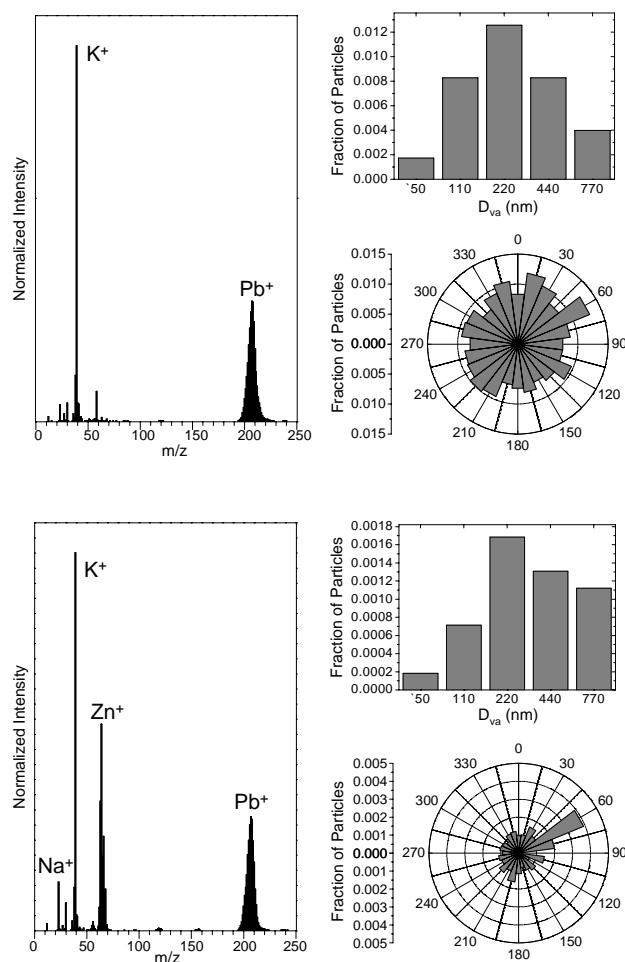 K⁺
Pb⁺
Normalized Intensity
0 50 100 150 200 250
m/z
Fraction of Particles
0.012
0.010
0.008
0.006
0.004
0.002
0.000
`50 110 220 440 770
Dva (nm)
Fraction of Particles
0.015
0.010
0.005
0.000
0.005
0.010
0.015
0
30
60
90
120
150
180
210
240
270
300
330
K⁺
Zn⁺
Pb⁺
Na⁺
Normalized Intensity
0 50 100 150 200 250
m/z
Fraction of Particles
0.0018
0.0016
0.0014
0.0012
0.0010
0.0008
0.0006
0.0004
0.0002
0.0000
`50 110 220 440 770
Dva (nm)
Fraction of Particles
0.005
0.004
0.003
0.002
0.001
0.000
0.001
0.002
0.003
0.004
0.005
0
30
60
90
120
150
180
210
240
270
300
330